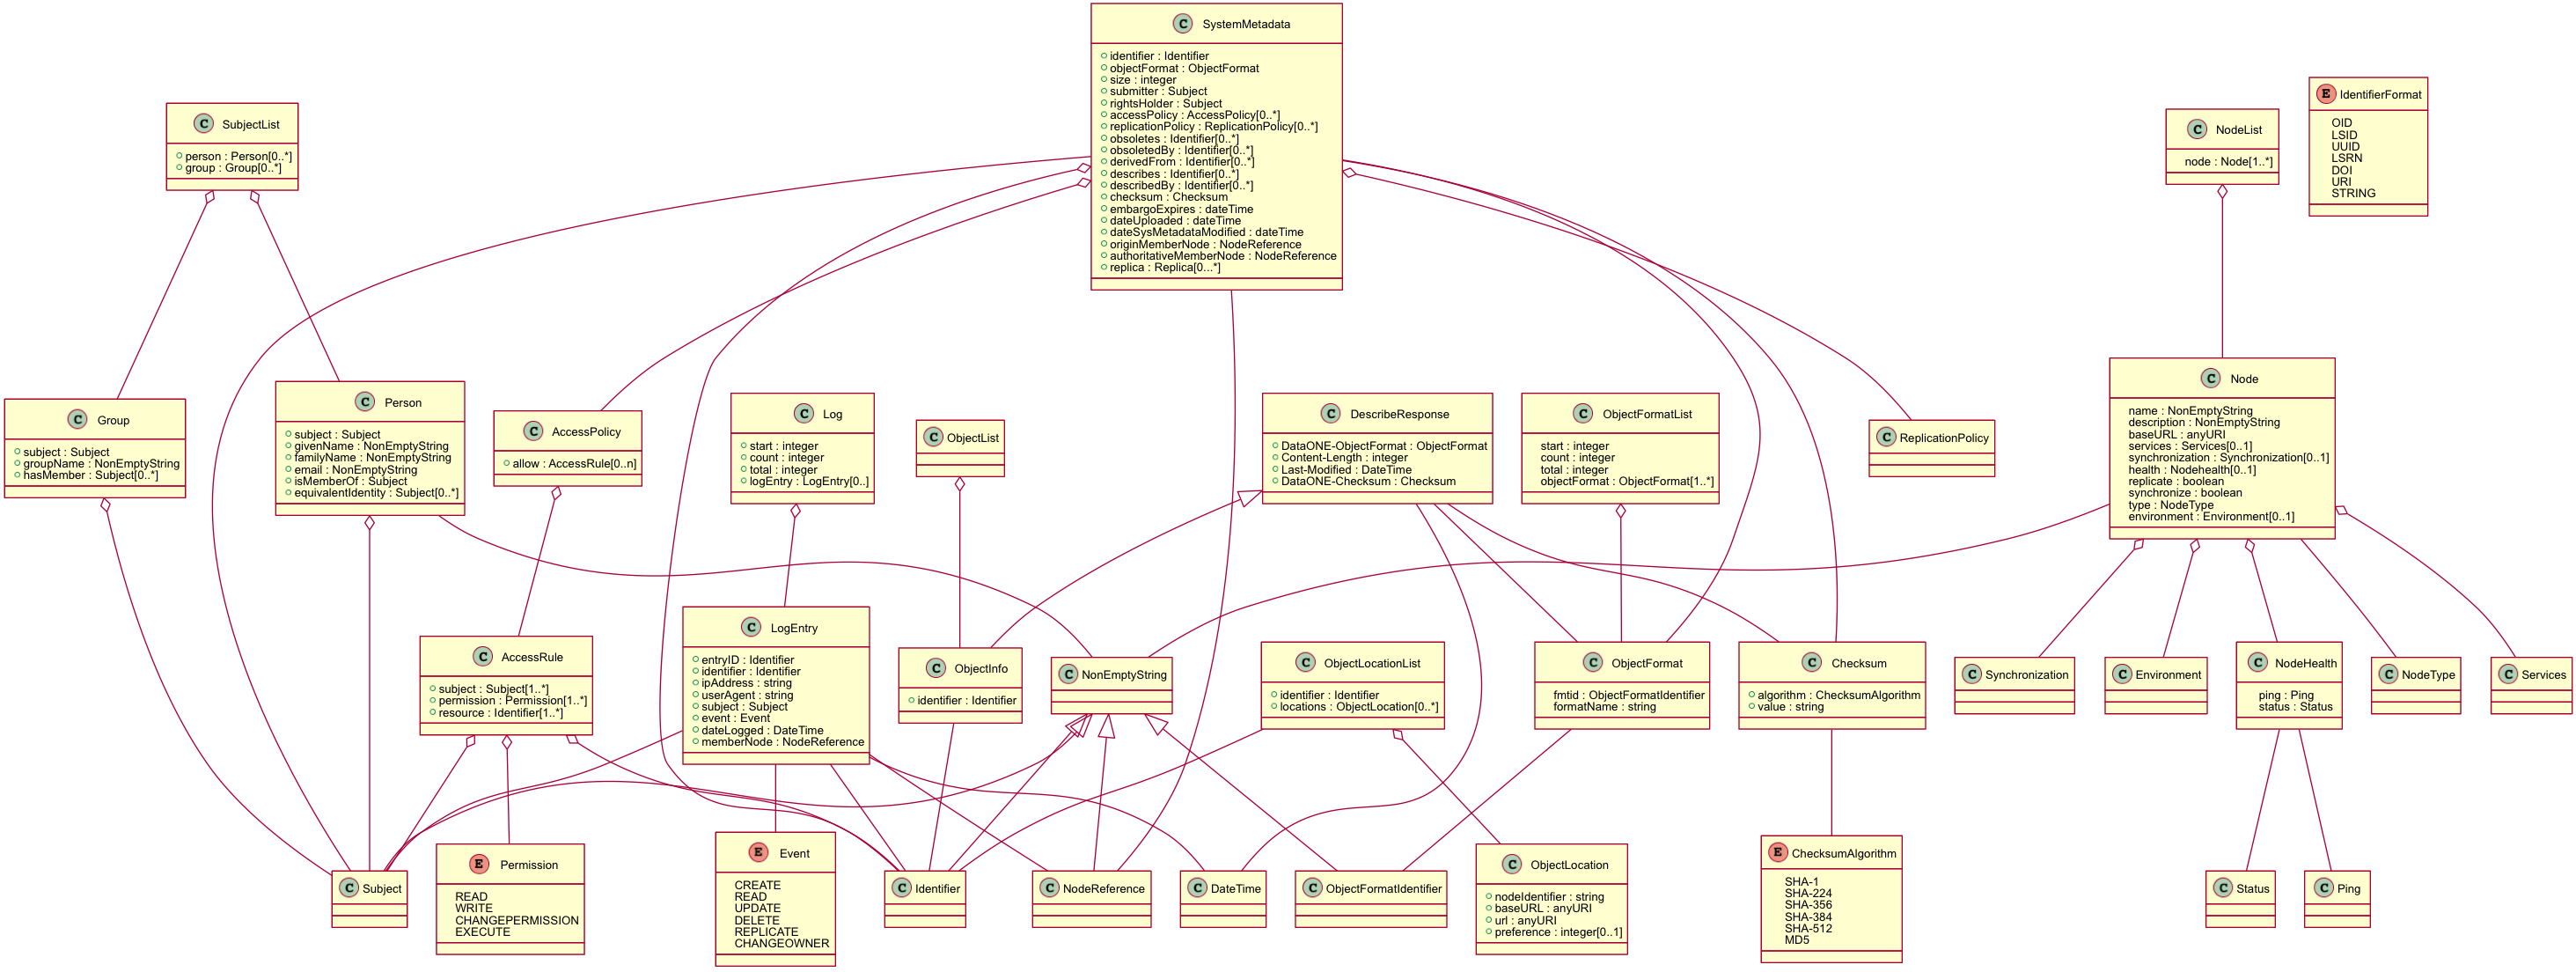 C SystemMetadata
identifier : Identifier
objectFormat : ObjectFormat
size : integer
submitter : Subject
rightsHolder : Subject
accessPolicy : AccessPolicy[0..*]
replicationPolicy : ReplicationPolicy[0..*]
obsoletes : Identifier[0..*]
obsoletedBy : Identifier[0..*]
derivedFrom : Identifier[0..*]
describes : Identifier[0..*]
describedBy : Identifier[0..*]
checksum : Checksum
embargoExpires : dateTime
dateUploaded : dateTime
dateSysMetadataModified : dateTime
originMemberNode : NodeReference
authoritativeMemberNode : NodeReference
replica : Replica[0...*]
E IdentifierFormat
OID
LSID
UUID
LSRN
DOI
URI
STRING
C SubjectList
person : Person[0..*]
group : Group[0..*]
C NodeList
node : Node[1..*]
C Group
subject : Subject
groupName : NonEmptyString
hasMember : Subject[0..*]
C Person
subject : Subject
givenName : NonEmptyString
familyName : NonEmptyString
email : NonEmptyString
isMemberOf : Subject
equivalentIdentity : Subject[0..*]
C AccessPolicy
allow : AccessRule[0..n]
C Log
start : integer
count : integer
total : integer
logEntry : LogEntry[0..]
C ObjectList
C DescribeResponse
DataONE-ObjectFormat : ObjectFormat
Content-Length : integer
Last-Modified : DateTime
DataONE-Checksum : Checksum
C ObjectFormatList
start : integer
count : integer
total : integer
objectFormat : ObjectFormat[1..*]
C ReplicationPolicy
C Node
name : NonEmptyString
description : NonEmptyString
baseURL : anyURI
services : Services[0..1]
synchronization : Synchronization[0..1]
health : Nodehealth[0..1]
replicate : boolean
synchronize : boolean
type : NodeType
environment : Environment[0..1]
C AccessRule
subject : Subject[1..*]
permission : Permission[1..*]
resource : Identifier[1..*]
C LogEntry
entryID : Identifier
identifier : Identifier
ipAddress : string
userAgent : string
subject : Subject
event : Event
dateLogged : DateTime
memberNode : NodeReference
C ObjectInfo
identifier : Identifier
C NonEmptyString
C ObjectLocationList
identifier : Identifier
locations : ObjectLocation[0..*]
C ObjectFormat
fmtid : ObjectFormatIdentifier
formatName : string
C Checksum
algorithm : ChecksumAlgorithm
value : string
C Synchronization
C Environment
C NodeHealth
ping : Ping
status : Status
C NodeType
C Services
C Subject
E Permission
READ
WRITE
CHANGEPERMISSION
EXECUTE
E Event
CREATE
READ
UPDATE
DELETE
REPLICATE
CHANGEOWNER
C Identifier
C NodeReference
C DateTime
C ObjectFormatIdentifier
C ObjectLocation
nodeIdentifier : string
baseURL : anyURI
url : anyURI
preference : integer[0..1]
E ChecksumAlgorithm
SHA-1
SHA-224
SHA-356
SHA-384
SHA-512
MD5
C Status
C Ping